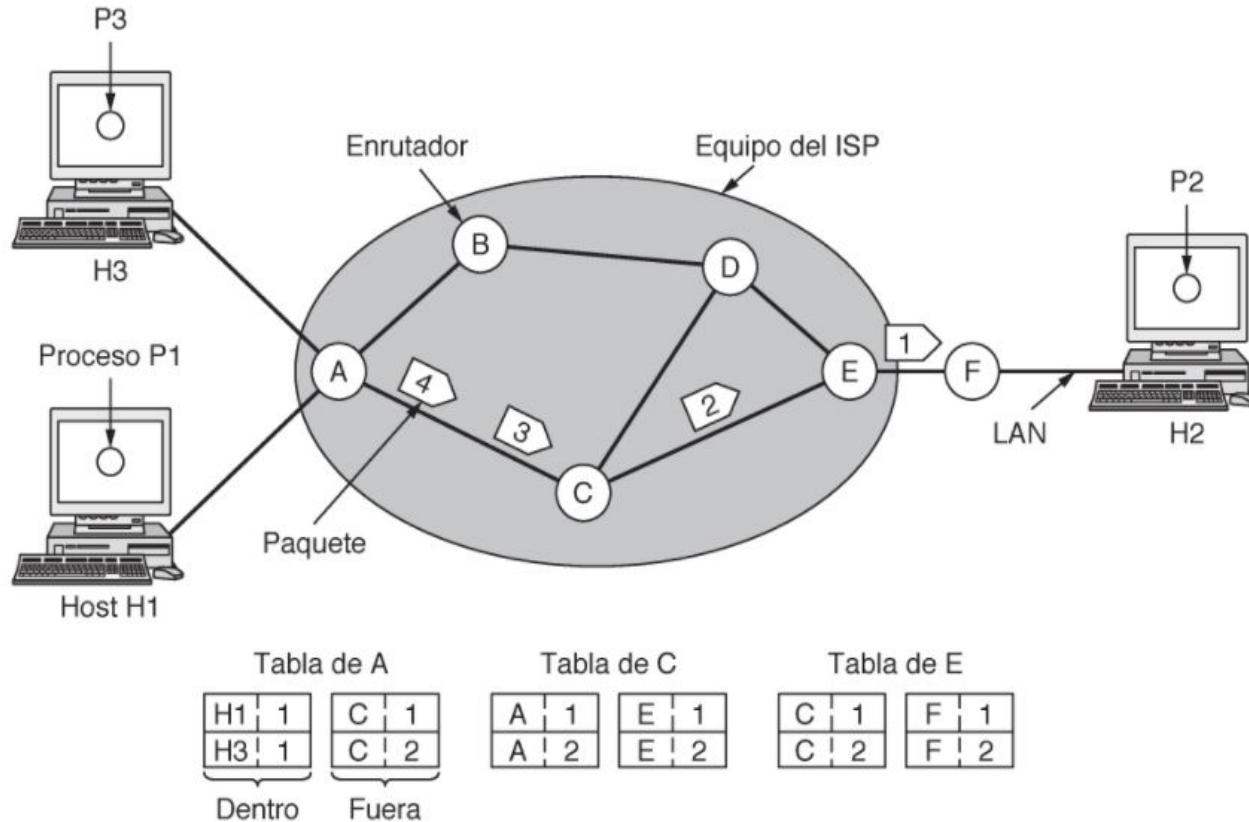 P3
Enrutador
Equipo del ISP
P2
B
D
H3
Proceso P1
A
4
3
2
E
1
F
LAN
H2
C
Paquete
Host H1
Tabla de A
Tabla de C
Tabla de E
H1 1 C 1 A 1 E 1 C 1 F 1
H3 1 C 2 A 2 E 2 C 2 F 2
Dentro Fuera